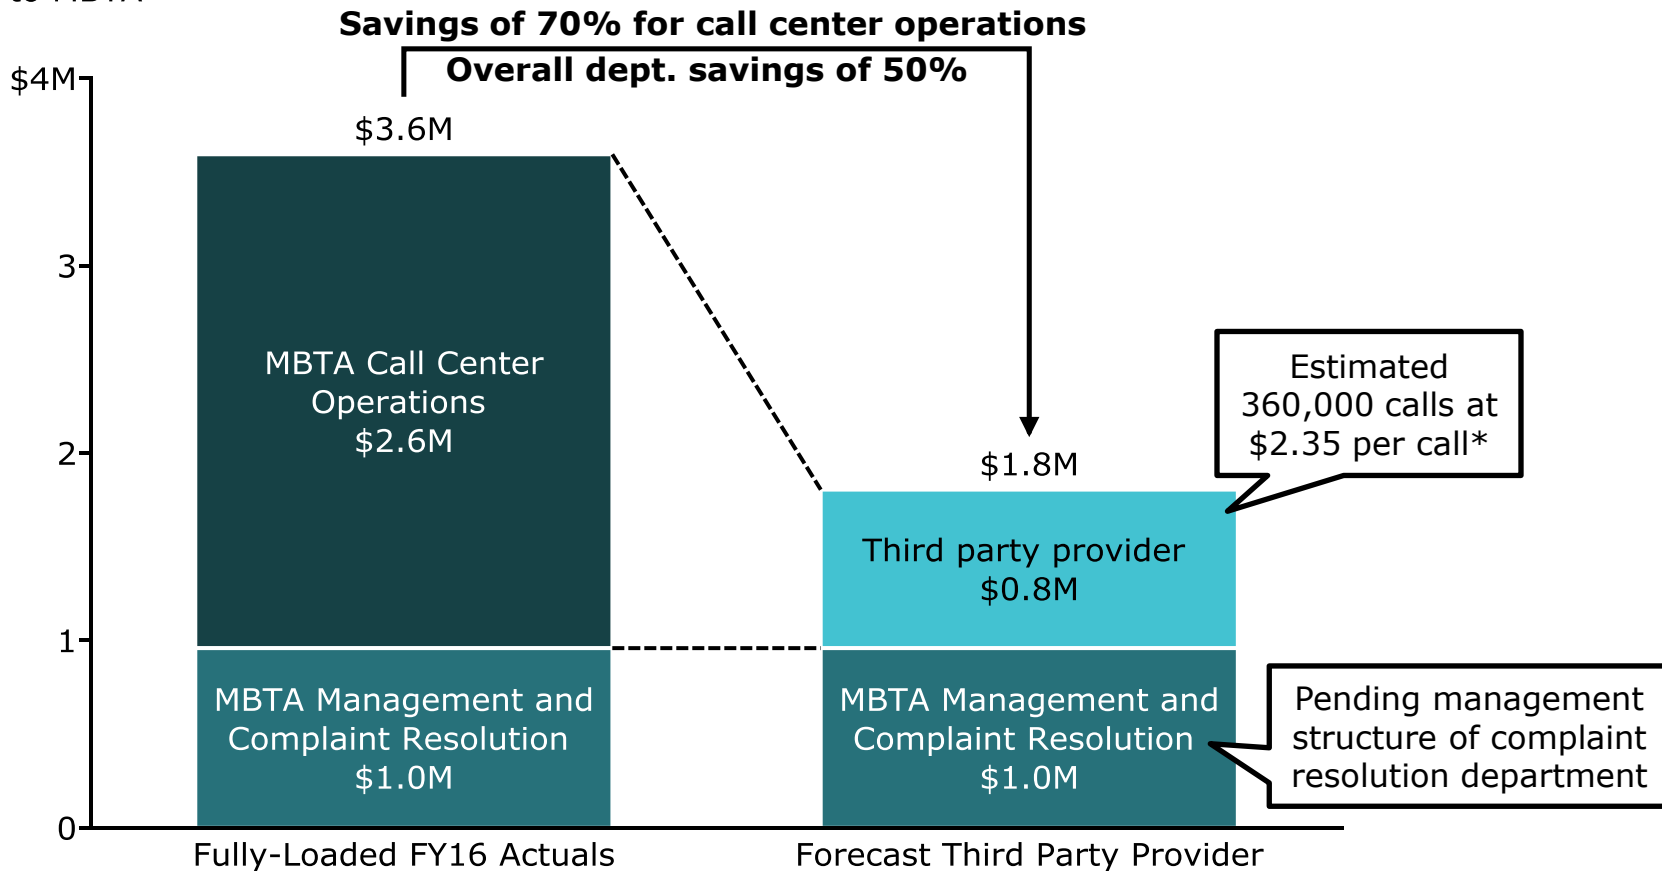 to MBTA
Savings of 70% for call center operations
Overall dept. savings of 50%
$4M
3
2
1
0
$3.6M
MBTA Call Center
Operations
$2.6M
MBTA Management and
Complaint Resolution
$1.0M
Fully-Loaded FY16 Actuals
$1.8M
Third party provider
$0.8M
MBTA Management and
Complaint Resolution
$1.0M
Forecast Third Party Provider
Estimated
360,000 calls at
$2.35 per call*
Pending management
structure of complaint
resolution department